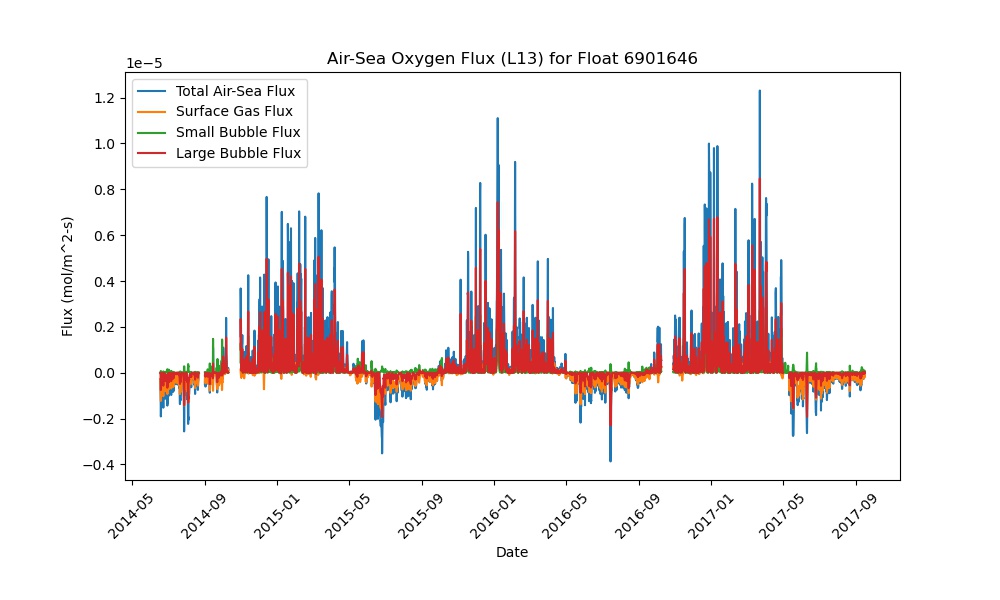 Air-Sea Oxygen Flux (L13) for Float 6901646
1e−5
Total Air-Sea Flux
Surface Gas Flux
Small Bubble Flux
Large Bubble Flux
1.2
1.0
0.8
0.6
0.4
0.2
0.0
−0.2
−0.4
Flux (mol/m^2-s)
2014-05
2014-09
2015-01
2015-05
2015-09
2016-01
2016-05
2016-09
2017-01
2017-05
2017-09
Date